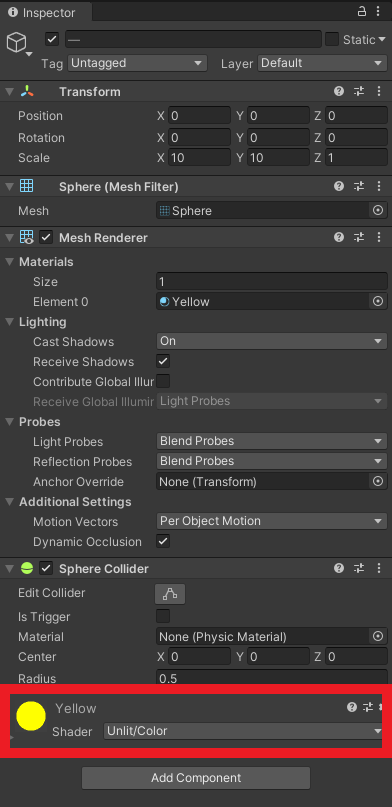 Inspector
—
Static
Tag Untagged Layer Default
Transform
Position X 0 Y 0 Z 0
Rotation X 0 Y 0 Z 0
Scale X 10 Y 10 Z 1
Sphere (Mesh Filter)
Mesh Sphere
Mesh Renderer
Materials
Size 1
Element 0 Yellow
Lighting
Cast Shadows On
Receive Shadows
Contribute Global Illur
Receive Global Illumir Light Probes
Probes
Light Probes Blend Probes
Reflection Probes Blend Probes
Anchor Override None (Transform)
Additional Settings
Motion Vectors Per Object Motion
Dynamic Occlusion
Sphere Collider
Edit Collider
Is Trigger
Material None (Physic Material)
Center X 0 Y 0 Z 0
Radius 0.5
Yellow
Shader Unlit/Color
Add Component